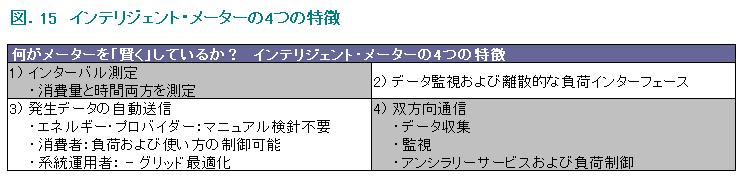 図．15　インテリジェント・メーターの4つの特徴
何がメーターを「賢く」しているか？　インテリジェント・メーターの4つの特徴
1）インターバル測定
・消費量と時間両方を測定
2）データ監視および離散的な負荷インターフェース
3）発生データの自動送信
・エネルギー・プロバイダー：マニュアル検針不要
・消費者：負荷および使い方の制御可能
・系統運用者：－グリッド最適化
4）双方向通信
・データ収集
・監視
・アンシラリーサービスおよび負荷制御